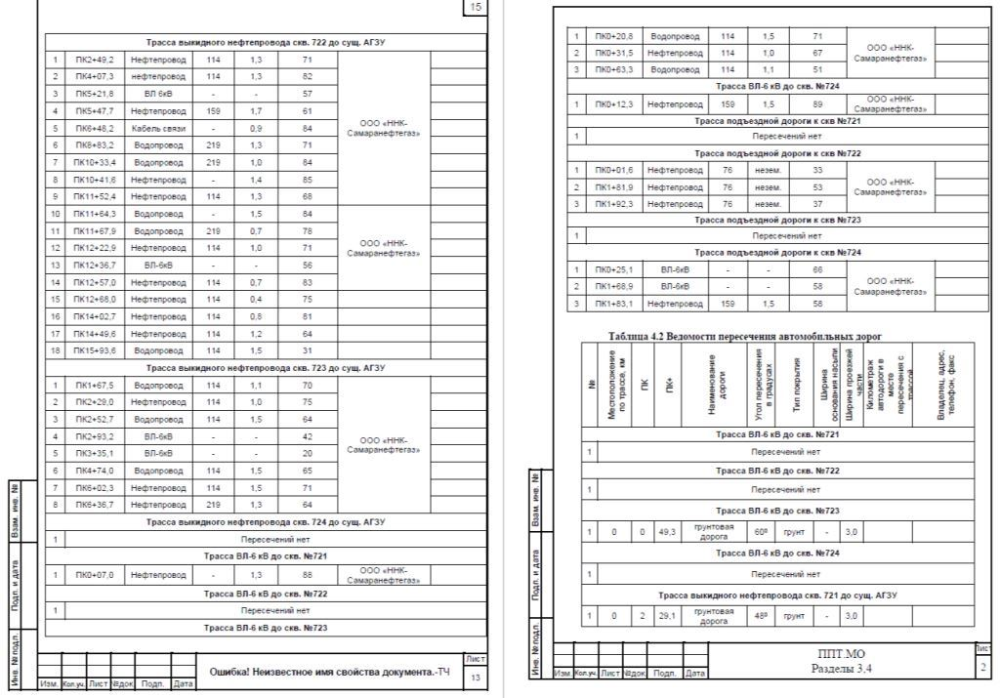 15
Трасса выкидного нефтепровода скв. 722 до сущ. АГЗУ
1 ПК2+49,2 Нефтепровод 114 1,3 71
2 ПК4+07,3 нефтепровод 114 1,3 82
3 ПК5+21,8 ВЛ 6кВ - - 57
4 ПК5+47,7 Нефтепровод 159 1,7 61
ООО «ННК-
5 ПК6+48,2 Кабель связи - 0,9 84
Самаранефтегаз»
6 ПК8+83,2 Водопровод 219 1,3 71
7 ПК10+33,4 Водопровод 219 1,0 84
8 ПК10+41,6 Нефтепровод - 1,4 85
9 ПК11+52,4 Нефтепровод 114 1,3 68
10 ПК11+64,3 Водопровод - 1,5 84
11 ПК11+67,9 Водопровод 219 0,7 78
ООО «ННК-
12 ПК12+22,9 Нефтепровод 114 1,0 71
Самаранефтегаз»
13 ПК12+36,7 ВЛ-6кВ - - 56
14 ПК12+57,0 Нефтепровод 114 0,7 83
15 ПК12+68,0 Нефтепровод 114 0,4 75
16 ПК14+02,7 Нефтепровод 114 0,8 81
17 ПК14+49,6 Нефтепровод 114 1,2 64
18 ПК15+93,6 Водопровод 114 1,5 31
Трасса выкидного нефтепровода скв. 723 до сущ. АГЗУ
1 ПК1+67,5 Водопровод 114 1,1 70
2 ПК2+29,0 Нефтепровод 114 1,0 75
3 ПК2+52,7 Водопровод 114 1,5 64
4 ПК2+93,2 ВЛ-6кВ - - 42
ООО «ННК-
Самаранефтегаз»
5 ПК3+35,1 ВЛ-6кВ - - 20
6 ПК4+74,0 Водопровод 114 1,5 65
7 ПК6+02,3 Нефтепровод 114 1,5 71
8 ПК6+36,7 Нефтепровод 219 1,3 64
Трасса выкидного нефтепровода скв. 724 до сущ. АГЗУ
1 Пересечений нет
Трасса ВЛ-6 кВ до скв. №721
1 ПК0+07,0 Нефтепровод - 1,3 88 ООО «ННК-
Самаранефтегаз»
Трасса ВЛ-6 кВ до скв. №722
1 Пересечений нет
Трасса ВЛ-6 кВ до скв. №723
Взам. инв. №
Подп. и дата
Инв. № подл.
Изм. Кол.уч. Лист №док Подп. Дата
Ошибка! Неизвестное имя свойства документа.-ТЧ
Лист
13
1 ПК0+20,8 Водопровод 114 1,5 71
2 ПК0+31,5 Нефтепровод 114 1,0 67
ООО «ННК-
Самаранефтегаз»
3 ПК0+63,3 Водопровод 114 1,1 51
Трасса ВЛ-6 кВ до скв. №724
1 ПК0+12,3 Нефтепровод 159 1,5 89 ООО «ННК-
Самаранефтегаз»
Трасса подъездной дороги к скв №721
1 Пересечений нет
Трасса подъездной дороги к скв №722
1 ПК0+01,6 Нефтепровод 76 незем. 33
2 ПК1+81,9 Нефтепровод 76 незем. 53
ООО «ННК-
Самаранефтегаз»
3 ПК1+92,3 Нефтепровод 76 незем. 37
Трасса подъездной дороги к скв №723
1 Пересечений нет
Трасса подъездной дороги к скв №724
1 ПК0+25,1 ВЛ-6кВ - - 66
2 ПК1+68,9 ВЛ-6кВ - - 58
ООО «ННК-
Самаранефтегаз»
3 ПК1+83,1 Нефтепровод 159 1,5 58
Таблица 4.2 Ведомости пересечения автомобильных дорог
№
Местоположение
по трассе, км
ПК
ПК+
Наименование
дороги
Угол пересечения
в градусах
Тип покрытия
Ширина
основания насыпи
Ширина проезжей
части
Километраж
автодороги в
месте
пересечения с
трассой
Владелец, адрес,
телефон, факс
Трасса ВЛ-6 кВ до скв. №721
1 Пересечений нет
Трасса ВЛ-6 кВ до скв. №722
1 Пересечений нет
Трасса ВЛ-6 кВ до скв. №723
1 0 0 49,3 грунтовая
дорога 60º грунт - 3,0
Трасса ВЛ-6 кВ до скв. №724
1 Пересечений нет
Трасса выкидного нефтепровода скв. 721 до сущ. АГЗУ
1 0 2 29,1 грунтовая
дорога 48º грунт - 3,0
Взам. инв. №
Подп. и дата
Инв. № подл.
Изм. Кол.уч. Лист №док Подп. Дата
ППТ.МО
Разделы 3,4
Лист
2